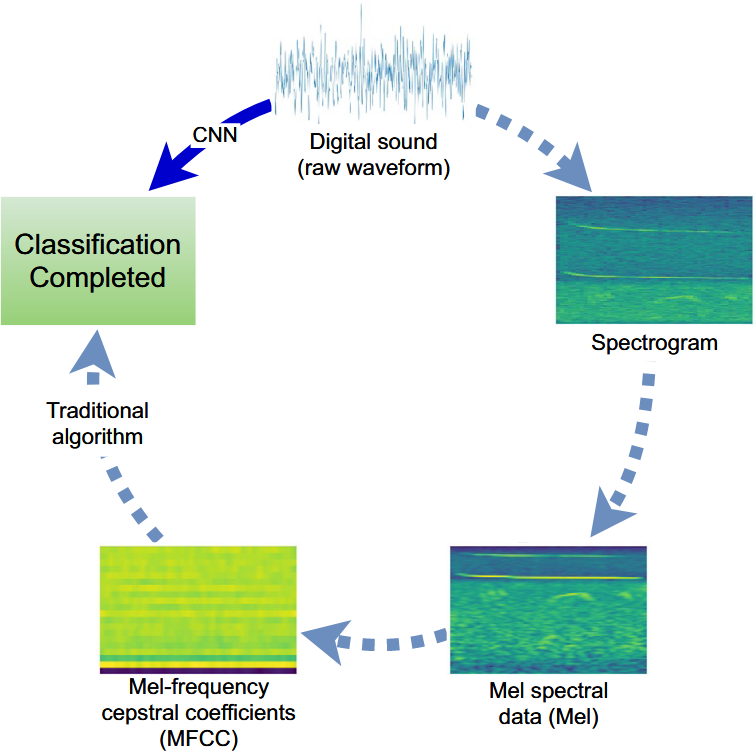 CNN
Digital sound
(raw waveform)
Classification
Completed
Spectrogram
Traditional
algorithm
Mel-frequency
cepstral coefficients
(MFCC)
Mel spectral
data (Mel)